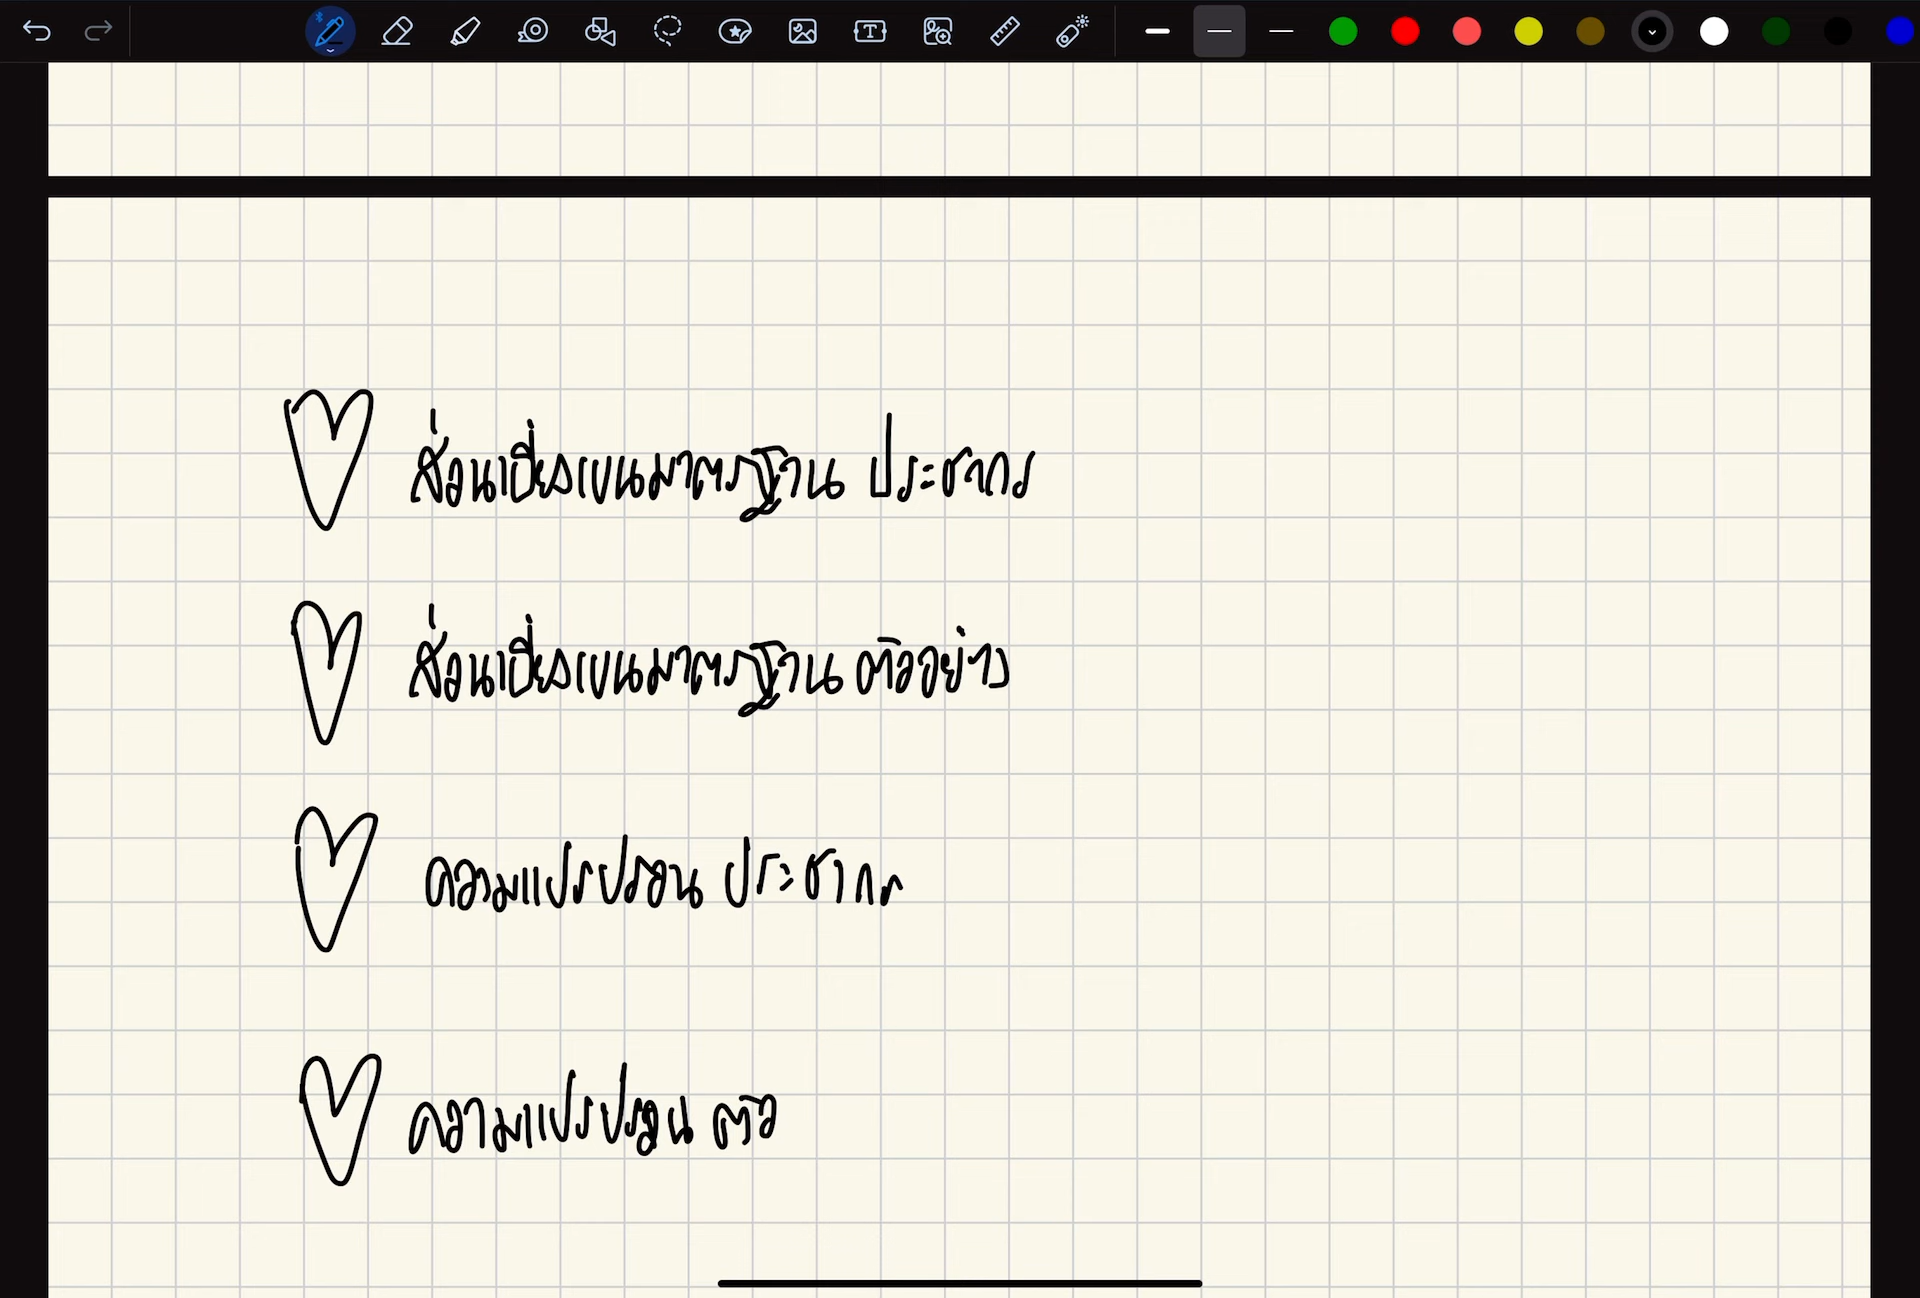 ส่วนเบี่ยงเบนมาตรฐาน ประชากร
ส่วนเบี่ยงเบนมาตรฐาน ตัวอย่าง
ความแปรปรวน ประชากร
ความแปรปรวน ตัว